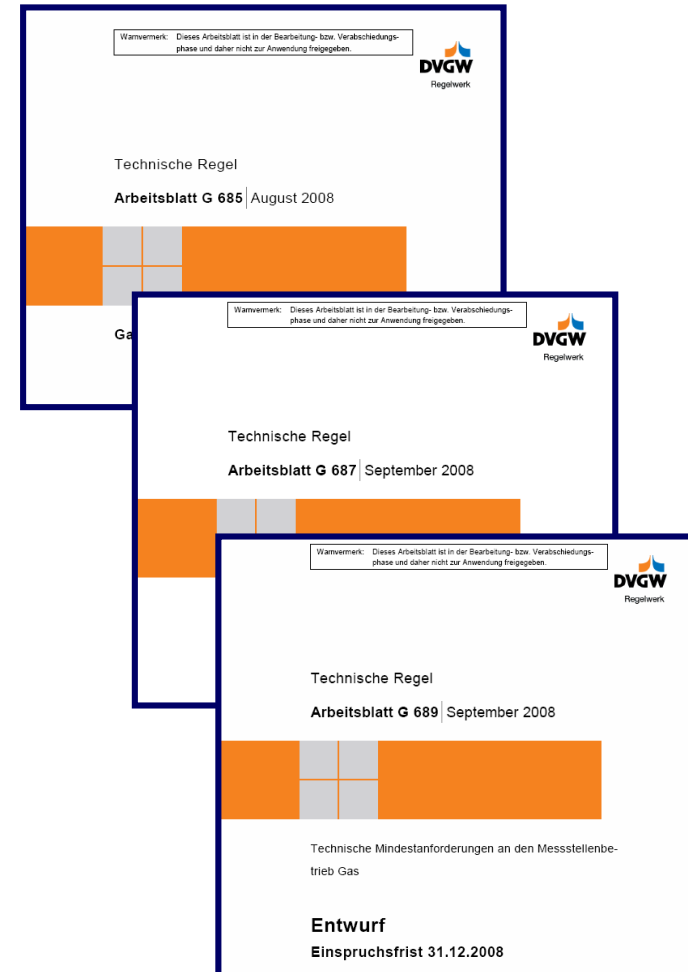 Warnvermerk: Dieses Arbeitsblatt ist in der Bearbeitung- bzw. Verabschiedungs-
phase und daher nicht zur Anwendung freigegeben.
DVGW
Regelwerk
Technische Regel
Arbeitsblatt G 685 August 2008
Ga
Warnvermerk: Dieses Arbeitsblatt ist in der Bearbeitung- bzw. Verabschiedungs-
phase und daher nicht zur Anwendung freigegeben.
DVGW
Regelwerk
Technische Regel
Arbeitsblatt G 687 September 2008
Warnvermerk: Dieses Arbeitsblatt ist in der Bearbeitung- bzw. Verabschiedungs-
phase und daher nicht zur Anwendung freigegeben.
DVGW
Regelwerk
Technische Regel
Arbeitsblatt G 689 September 2008
Technische Mindestanforderungen an den Messstellenbe-
trieb Gas
Entwurf
Einspruchsfrist 31.12.2008